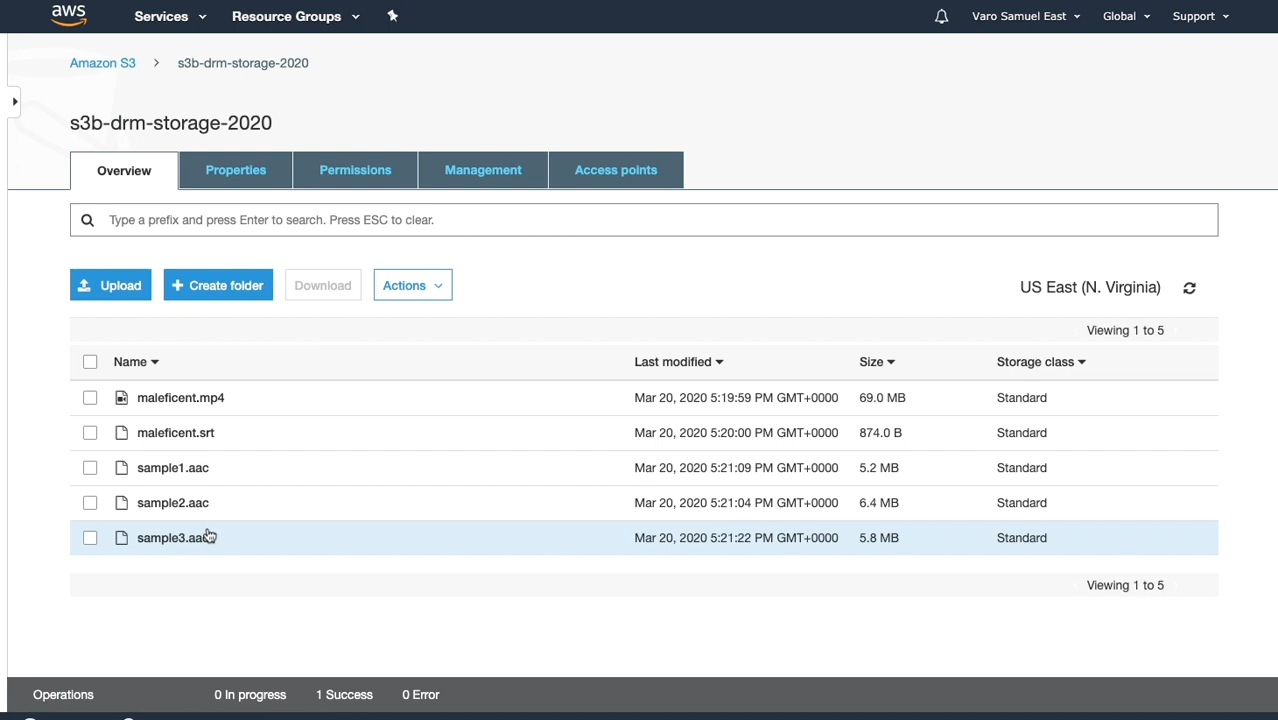 aws Services Resource Groups Varo Samuel East Global Support
Amazon S3 > s3b-drm-storage-2020
s3b-drm-storage-2020
Overview Properties Permissions Management Access points
Type a prefix and press Enter to search. Press ESC to clear.
Upload + Create folder Download Actions US East (N. Virginia)
Viewing 1 to 5
Name Last modified Size Storage class
maleficent.mp4 Mar 20, 2020 5:19:59 PM GMT+0000 69.0 MB Standard
maleficent.srt Mar 20, 2020 5:20:00 PM GMT+0000 874.0 B Standard
sample1.aac Mar 20, 2020 5:21:09 PM GMT+0000 5.2 MB Standard
sample2.aac Mar 20, 2020 5:21:04 PM GMT+0000 6.4 MB Standard
sample3.aac Mar 20, 2020 5:21:22 PM GMT+0000 5.8 MB Standard
Viewing 1 to 5
Operations 0 In progress 1 Success 0 Error